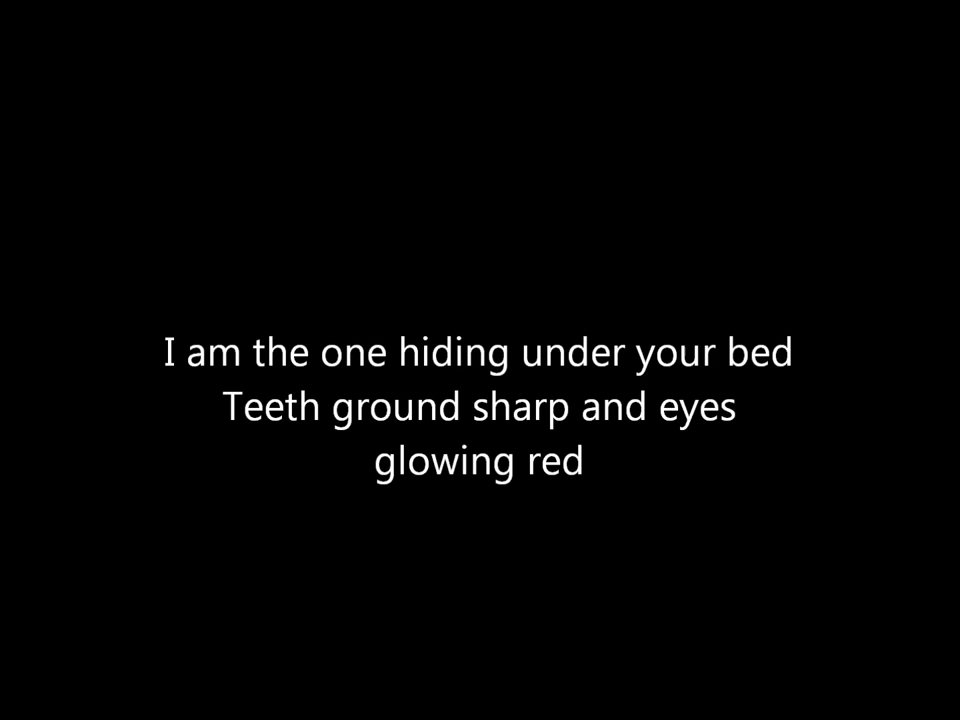 I am the one hiding under your bed
Teeth ground sharp and eyes
glowing red